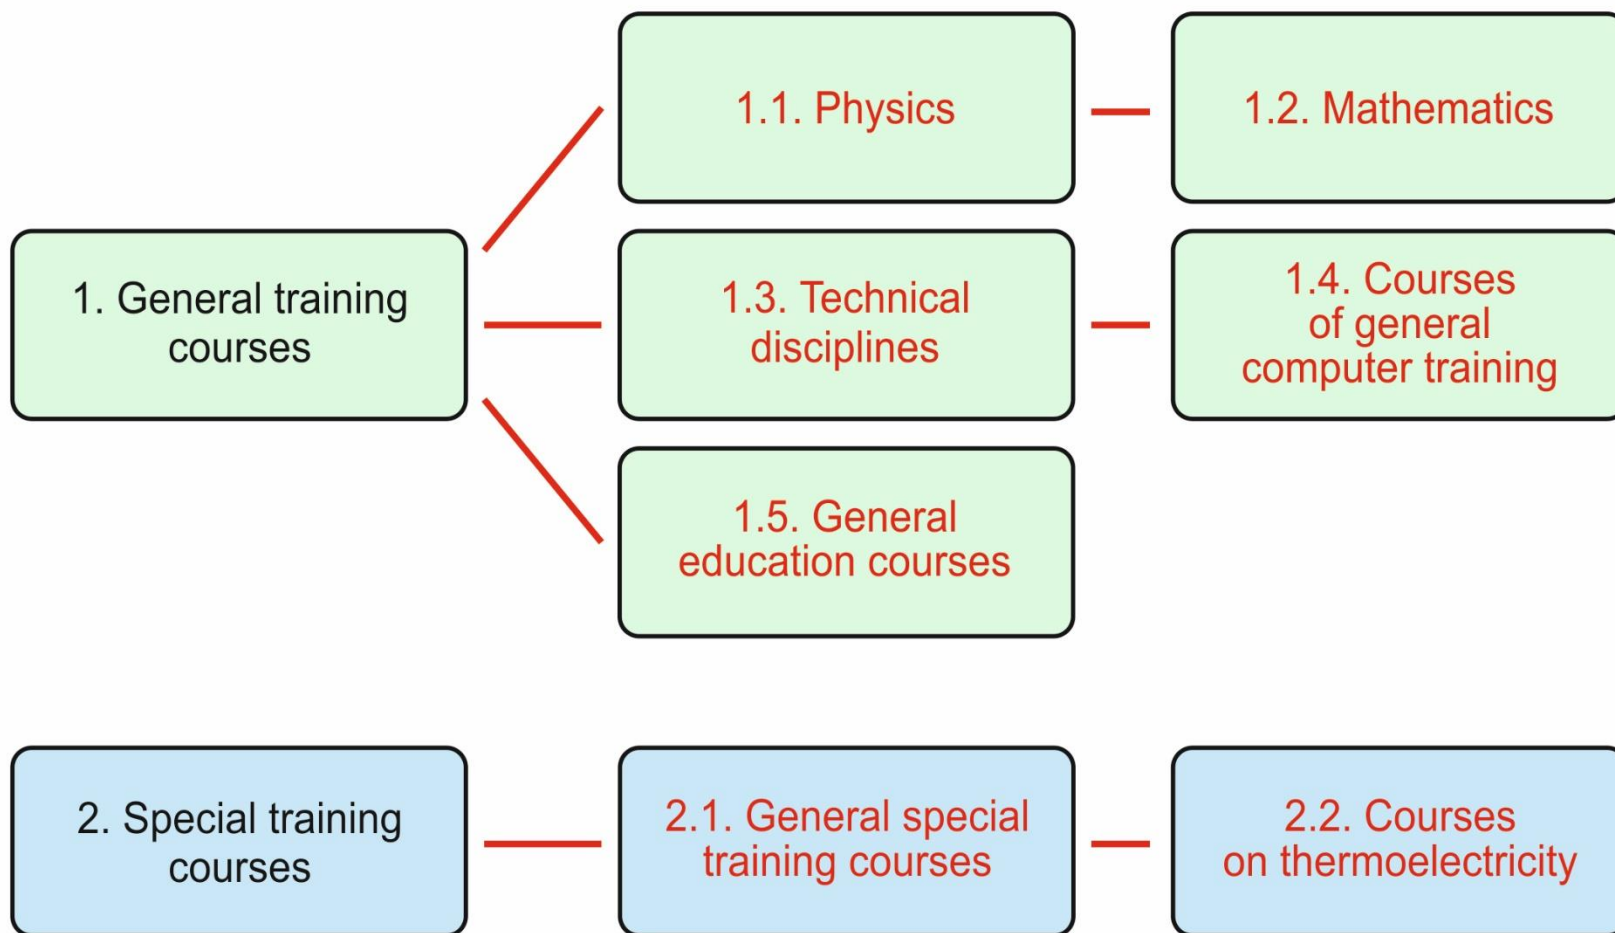 1.1. Physics
1.2. Mathematics
1. General training
courses
1.3. Technical
disciplines
1.4. Courses
of general
computer training
1.5. General
education courses
2. Special training
courses
2.1. General special
training courses
2.2. Courses
on thermoelectricity